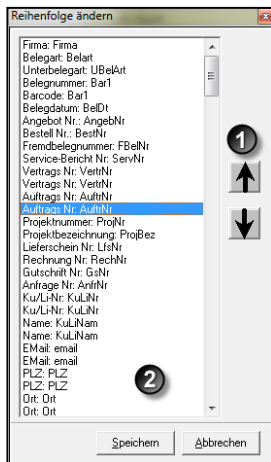 Reihenfolge ändern
Firma: Firma
Belegart: Belart
Unterbelegart: UBelArt
Belegnummer: Bar1
Barcode: Bar1
Belegdatum: BelDt
Angebot Nr.: AngebNr
Bestell Nr.: BestNr
Fremdbelegnummer: FBelNr
Service-Bericht Nr: ServNr
Vertrags Nr: VertrNr
Vertrags Nr: VertrNr
Auftrags Nr: AuftrNr
Auftrags Nr: AuftrNr
Projektnummer: ProjNr
Projektbezeichnung: ProjBez
Lieferschein Nr: LfsNr
Rechnung Nr: RechNr
Gutschrift Nr: GsNr
Anfrage Nr: AnfrNr
Ku/Li-Nr: KuLiNr
Ku/Li-Nr: KuLiNr
Name: KuLiNam
Name: KuLiNam
EMail: email
EMail: email
PLZ: PLZ
PLZ: PLZ
Ort: Ort
Ort: Ort
1
2
Speichern
Abbrechen